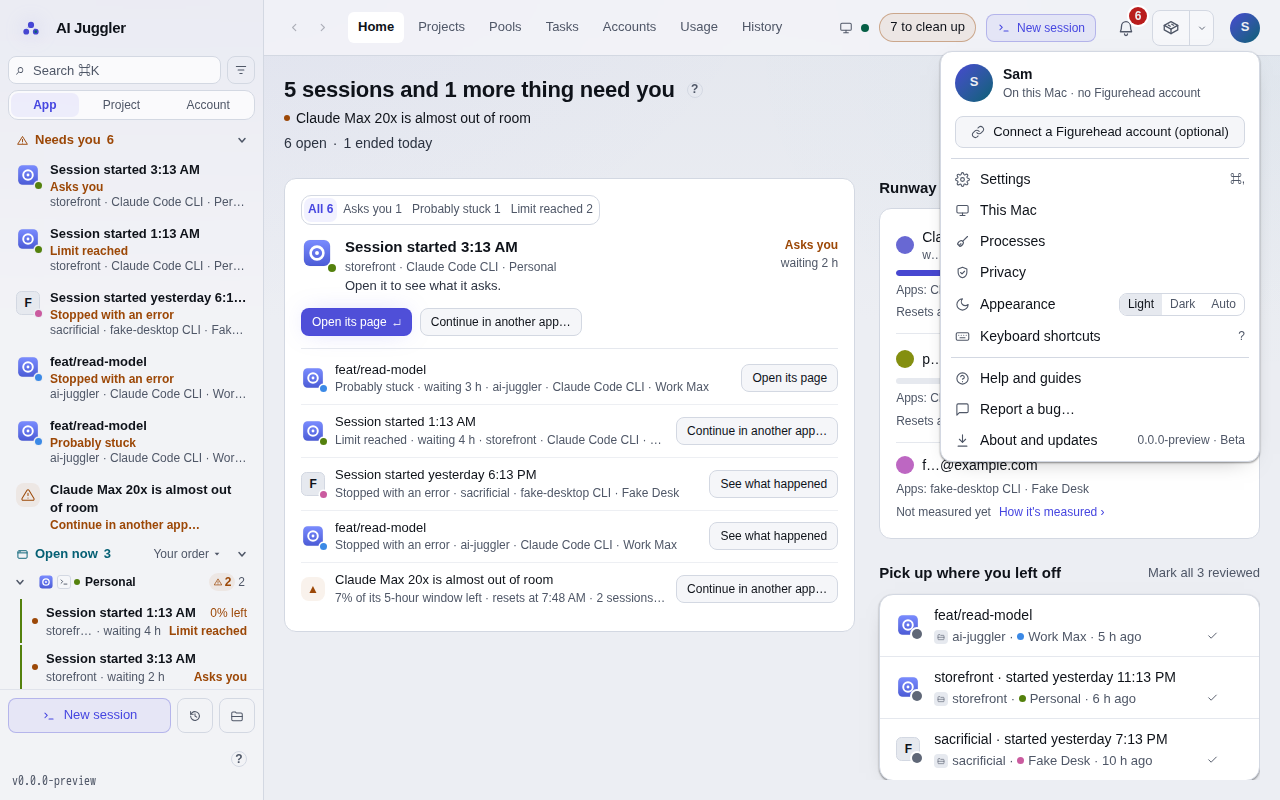 AI Juggler
Search ⌘K
App
Project
Account
Needs you 6
Session started 3:13 AM
Asks you
storefront · Claude Code CLI · Per…
Session started 1:13 AM
Limit reached
storefront · Claude Code CLI · Per…
F
Session started yesterday 6:1…
Stopped with an error
sacrificial · fake-desktop CLI · Fak…
feat/read-model
Stopped with an error
ai-juggler · Claude Code CLI · Wor…
feat/read-model
Probably stuck
ai-juggler · Claude Code CLI · Wor…
Claude Max 20x is almost out of room
Continue in another app…
Open now 3
Your order
Personal
2 2
Session started 1:13 AM 0% left
storefr… · waiting 4 h Limit reached
Session started 3:13 AM
storefront · waiting 2 h Asks you
New session
?
v0.0.0-preview
Home
Projects
Pools
Tasks
Accounts
Usage
History
7 to clean up
New session
6
S
5 sessions and 1 more thing need you ?
Claude Max 20x is almost out of room
6 open · 1 ended today
All 6
Asks you 1
Probably stuck 1
Limit reached 2
Session started 3:13 AM
Asks you
storefront · Claude Code CLI · Personal
waiting 2 h
Open it to see what it asks.
Open its page
Continue in another app…
feat/read-model
Probably stuck · waiting 3 h · ai-juggler · Claude Code CLI · Work Max
Open its page
Session started 1:13 AM
Limit reached · waiting 4 h · storefront · Claude Code CLI · …
Continue in another app…
F
Session started yesterday 6:13 PM
Stopped with an error · sacrificial · fake-desktop CLI · Fake Desk
See what happened
feat/read-model
Stopped with an error · ai-juggler · Claude Code CLI · Work Max
See what happened
Claude Max 20x is almost out of room
7% of its 5-hour window left · resets at 7:48 AM · 2 sessions…
Continue in another app…
S
Sam
On this Mac · no Figurehead account
Connect a Figurehead account (optional)
Settings ⌘,
This Mac
Processes
Privacy
Appearance
Light
Dark
Auto
Keyboard shortcuts ?
Help and guides
Report a bug…
About and updates 0.0.0-preview · Beta
Runway
w…
Apps:
Resets
p…
Apps:
Resets
f…@example.com
Apps: fake-desktop CLI · Fake Desk
Not measured yet How it's measured ›
Pick up where you left off
Mark all 3 reviewed
feat/read-model
ai-juggler · Work Max · 5 h ago
storefront · started yesterday 11:13 PM
storefront · Personal · 6 h ago
F
sacrificial · started yesterday 7:13 PM
sacrificial · Fake Desk · 10 h ago